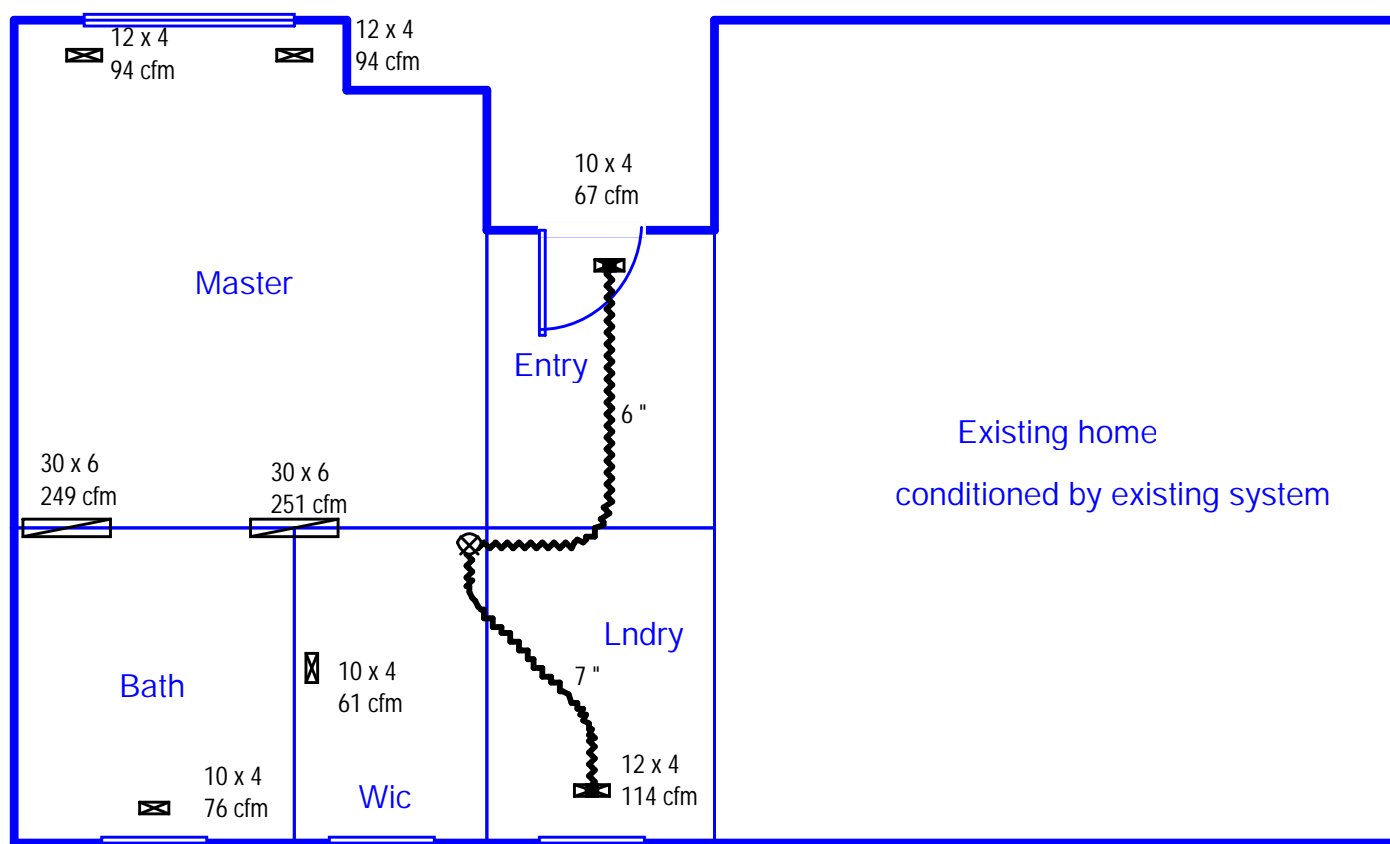 12 x 4
94 cfm
12 x 4
94 cfm
10 x 4
67 cfm
Master
Entry
6 "
Existing home
conditioned by existing system
30 x 6
249 cfm
30 x 6
251 cfm
Lndry
7 "
Bath
10 x 4
61 cfm
10 x 4
76 cfm
Wic
12 x 4
114 cfm